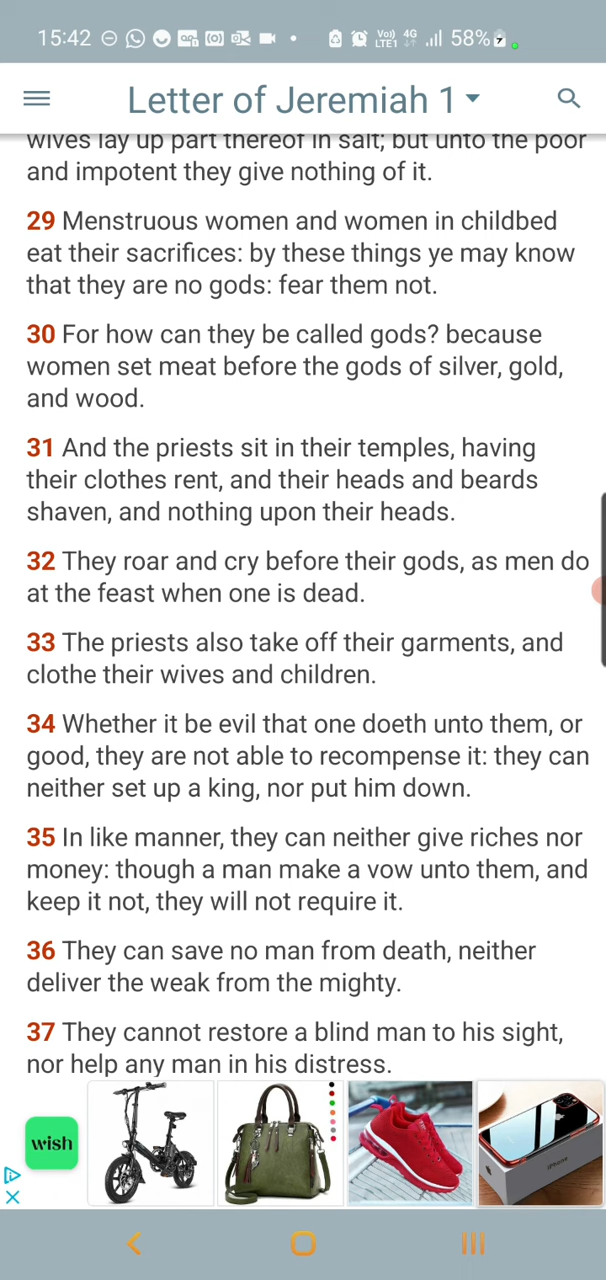 15:42
Vo))
LTE1
4G
58%
Letter of Jeremiah 1
wives lay up part thereof in salt; but unto the poor
and impotent they give nothing of it.
29 Menstruous women and women in childbed
eat their sacrifices: by these things ye may know
that they are no gods: fear them not.
30 For how can they be called gods? because
women set meat before the gods of silver, gold,
and wood.
31 And the priests sit in their temples, having
their clothes rent, and their heads and beards
shaven, and nothing upon their heads.
32 They roar and cry before their gods, as men do
at the feast when one is dead.
33 The priests also take off their garments, and
clothe their wives and children.
34 Whether it be evil that one doeth unto them, or
good, they are not able to recompense it: they can
neither set up a king, nor put him down.
35 In like manner, they can neither give riches nor
money: though a man make a vow unto them, and
keep it not, they will not require it.
36 They can save no man from death, neither
deliver the weak from the mighty.
37 They cannot restore a blind man to his sight,
nor help any man in his distress.
wish
iPhone